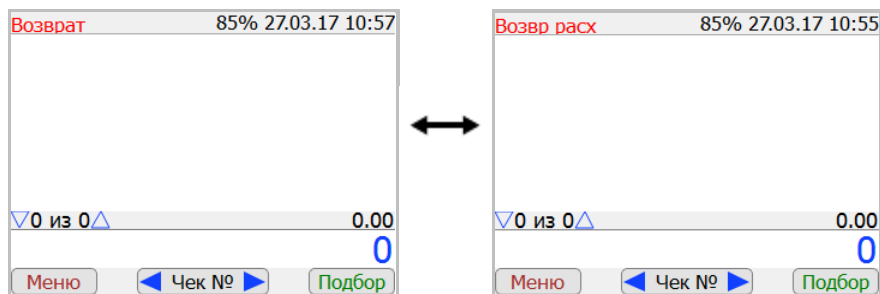 Возврат 85% 27.03.17 10:57
0 из 0 0.00
0
Меню Чек № Подбор
Возвр расх 85% 27.03.17 10:55
0 из 0 0.00
0
Меню Чек № Подбор